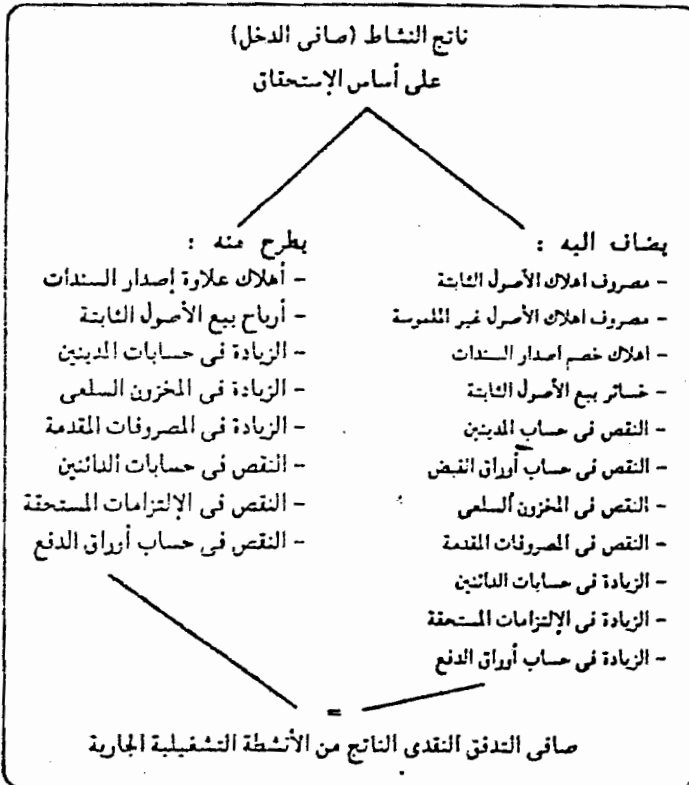 ناتج النشاط (صافى الدخل)
على أساس الإستحقاق
يضاف اليه :
- مصروف اهلاك الأصول الثابتة
- مصروف اهلاك الأصول غير الملموسة
- اهلاك خصم اصدار السندات
- خسائر بيع الأصول الثابتة
- النقص فى حساب المدينين
- النقص فى حساب أوراق القبض
- النقص فى المخزون السلعى
- النقص فى المصروفات المقدمة
- الزيادة فى حسابات الدائنين
- الزيادة فى الإلتزامات المستحقة
- الزيادة فى حساب أوراق الدفع
يطرح منه :
- أهلاك علاوة إصدار السندات
- أرباح بيع الأصول الثابتة
- الزيادة فى حسابات المدينين
- الزيادة فى المخزون السلعى
- الزيادة فى المصروفات المقدمة
- النقص فى حسابات الدائنين
- النقص فى الإلتزامات المستحقة
- النقص فى حساب أوراق الدفع
=
صافى التدفق النقدى الناتج من الأنشطة التشغيلية الجارية